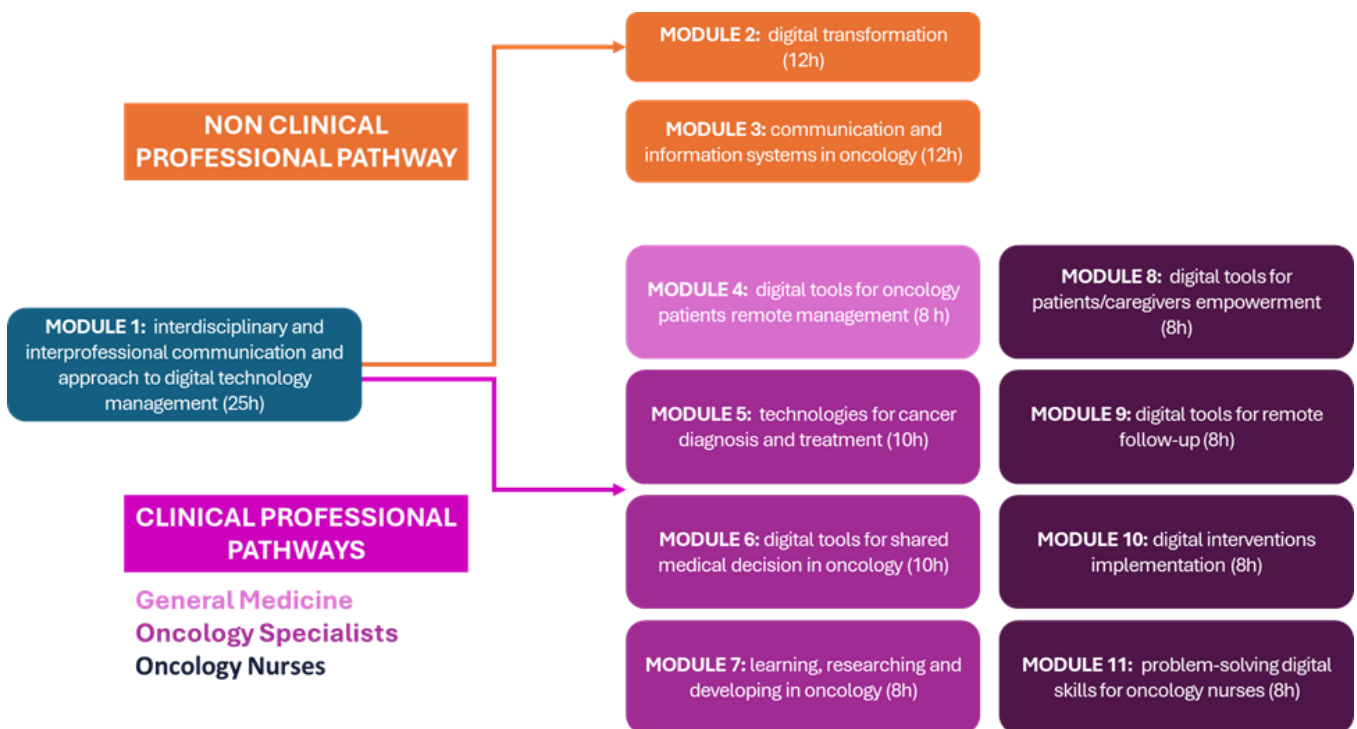 MODULE 2: digital transformation
(12h)
NON CLINICAL
PROFESSIONAL PATHWAY
MODULE 3: communication and
information systems in oncology (12h)
MODULE 1: interdisciplinary and
interprofessional communication and
approach to digital technology
management (25h)
MODULE 4: digital tools for oncology
patients remote management (8 h)
MODULE 8: digital tools for
patients/caregivers empowerment
(8h)
MODULE 5: technologies for cancer
diagnosis and treatment (10h)
MODULE 9: digital tools for remote
follow-up (8h)
CLINICAL PROFESSIONAL
PATHWAYS
General Medicine
Oncology Specialists
Oncology Nurses
MODULE 6: digital tools for shared
medical decision in oncology (10h)
MODULE 10: digital interventions
implementation (8h)
MODULE 7: learning, researching and
developing in oncology (8h)
MODULE 11: problem-solving digital
skills for oncology nurses (8h)